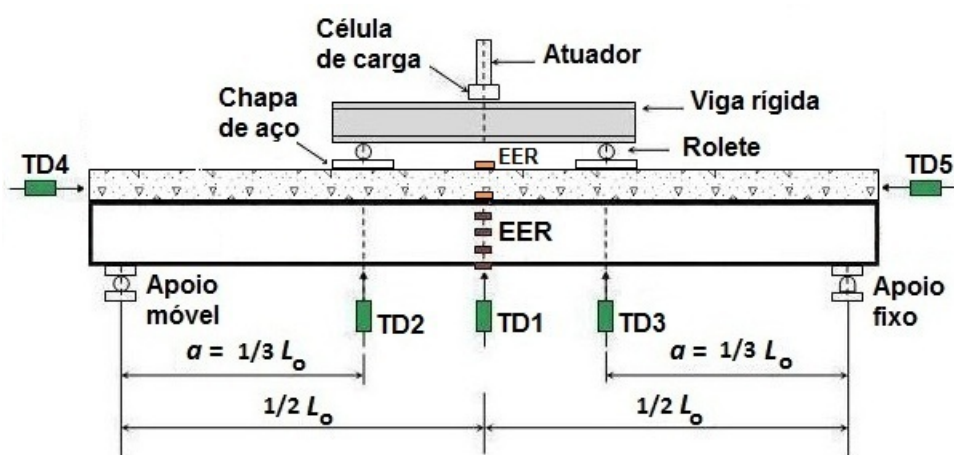 Célula
de carga
Atuador
Chapa
de aço
Viga rígida
EER
Rolete
TD4
TD5
EER
Apoio
móvel
TD2
TD1
TD3
Apoio
fixo
a = 1/3 Lo
a = 1/3 Lo
1/2 Lo
1/2 Lo